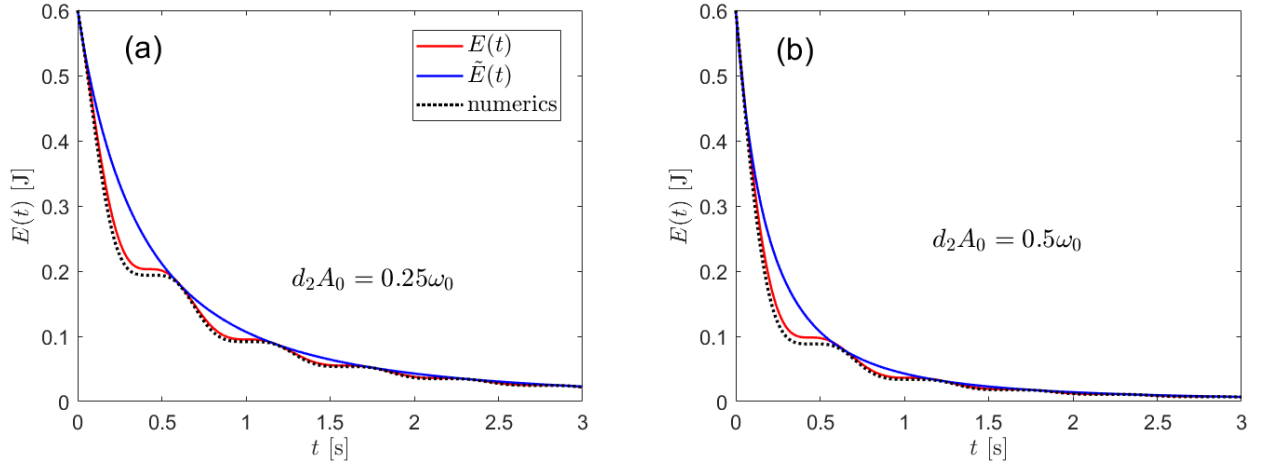 (a)
E(t)
Ẽ(t)
numerics
d₂A₀ = 0.25ω₀
E(t) [J]
0.6
0.5
0.4
0.3
0.2
0.1
0
0 0.5 1 1.5 2 2.5 3
t [s]
(b)
d₂A₀ = 0.5ω₀
E(t) [J]
0.6
0.5
0.4
0.3
0.2
0.1
0
0 0.5 1 1.5 2 2.5 3
t [s]